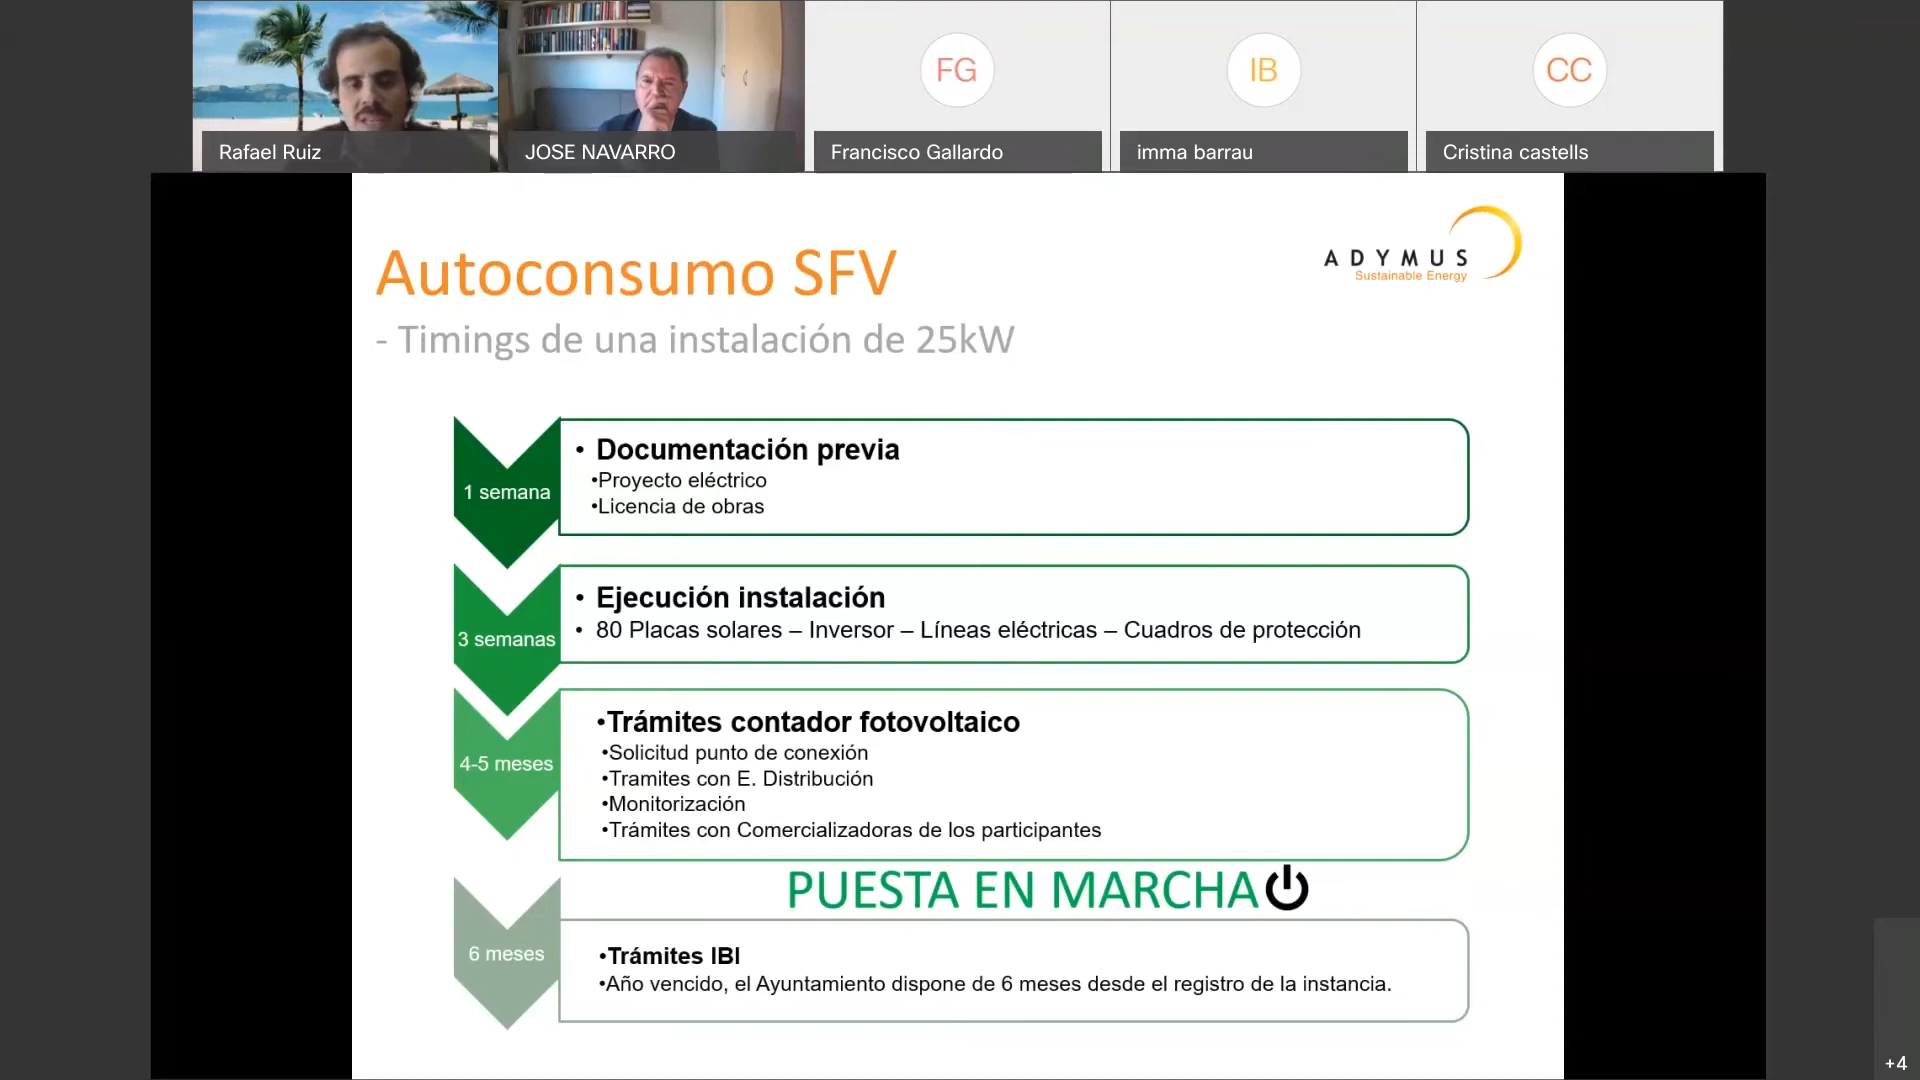 FG
IB
CC
Rafael Ruiz
JOSE NAVARRO
Francisco Gallardo
imma barrau
Cristina castells
ADYMUS
Sustainable Energy
Autoconsumo SFV
- Timings de una instalación de 25kW
1 semana
• Documentación previa
•Proyecto eléctrico
•Licencia de obras
3 semanas
• Ejecución instalación
• 80 Placas solares – Inversor – Líneas eléctricas – Cuadros de protección
4-5 meses
•Trámites contador fotovoltaico
•Solicitud punto de conexión
•Tramites con E. Distribución
•Monitorización
•Trámites con Comercializadoras de los participantes
PUESTA EN MARCHA
6 meses
•Trámites IBI
•Año vencido, el Ayuntamiento dispone de 6 meses desde el registro de la instancia.
+4